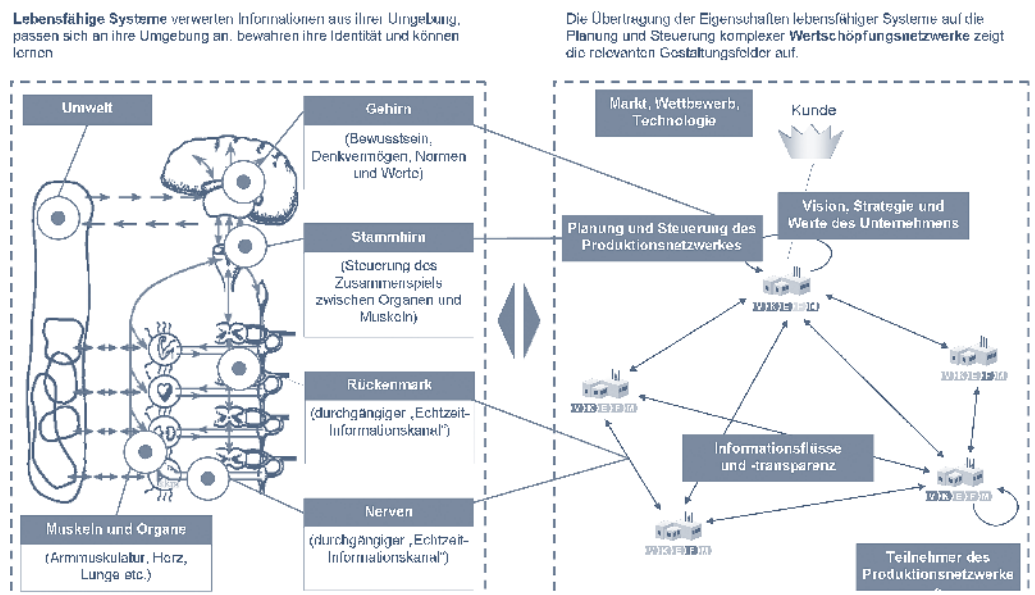 Lebensfähige Systeme verwerten Informationen aus ihrer Umgebung,
passen sich an ihre Umgebung an, bewahren ihre Identität und können
lernen
Die Übertragung der Eigenschaften lebensfähiger Systeme auf die
Planung und Steuerung komplexer Wertschöpfungsnetzwerke zeigt
die relevanten Gestaltungsfelder auf.
Umwelt
Gehirn
(Bewusstsein,
Denkvermögen, Normen
und Werte)
Stammhirn
(Steuerung des
Zusammenspiels
zwischen Organen und
Muskeln)
Rückenmark
(durchgängiger „Echtzeit-
Informationskanal“)
Nerven
(durchgängiger „Echtzeit-
Informationskanal“)
Muskeln und Organe
(Armmuskulatur, Herz,
Lunge etc.)
Markt, Wettbewerb,
Technologie
Kunde
Vision, Strategie und
Werte des Unternehmens
Planung und Steuerung des
Produktionsnetzwerkes
V K E F M
V K E F M
V K E F M
Informationsflüsse
und -transparenz
V K E F M
V K E F M
Teilnehmer des
Produktionsnetzwerke